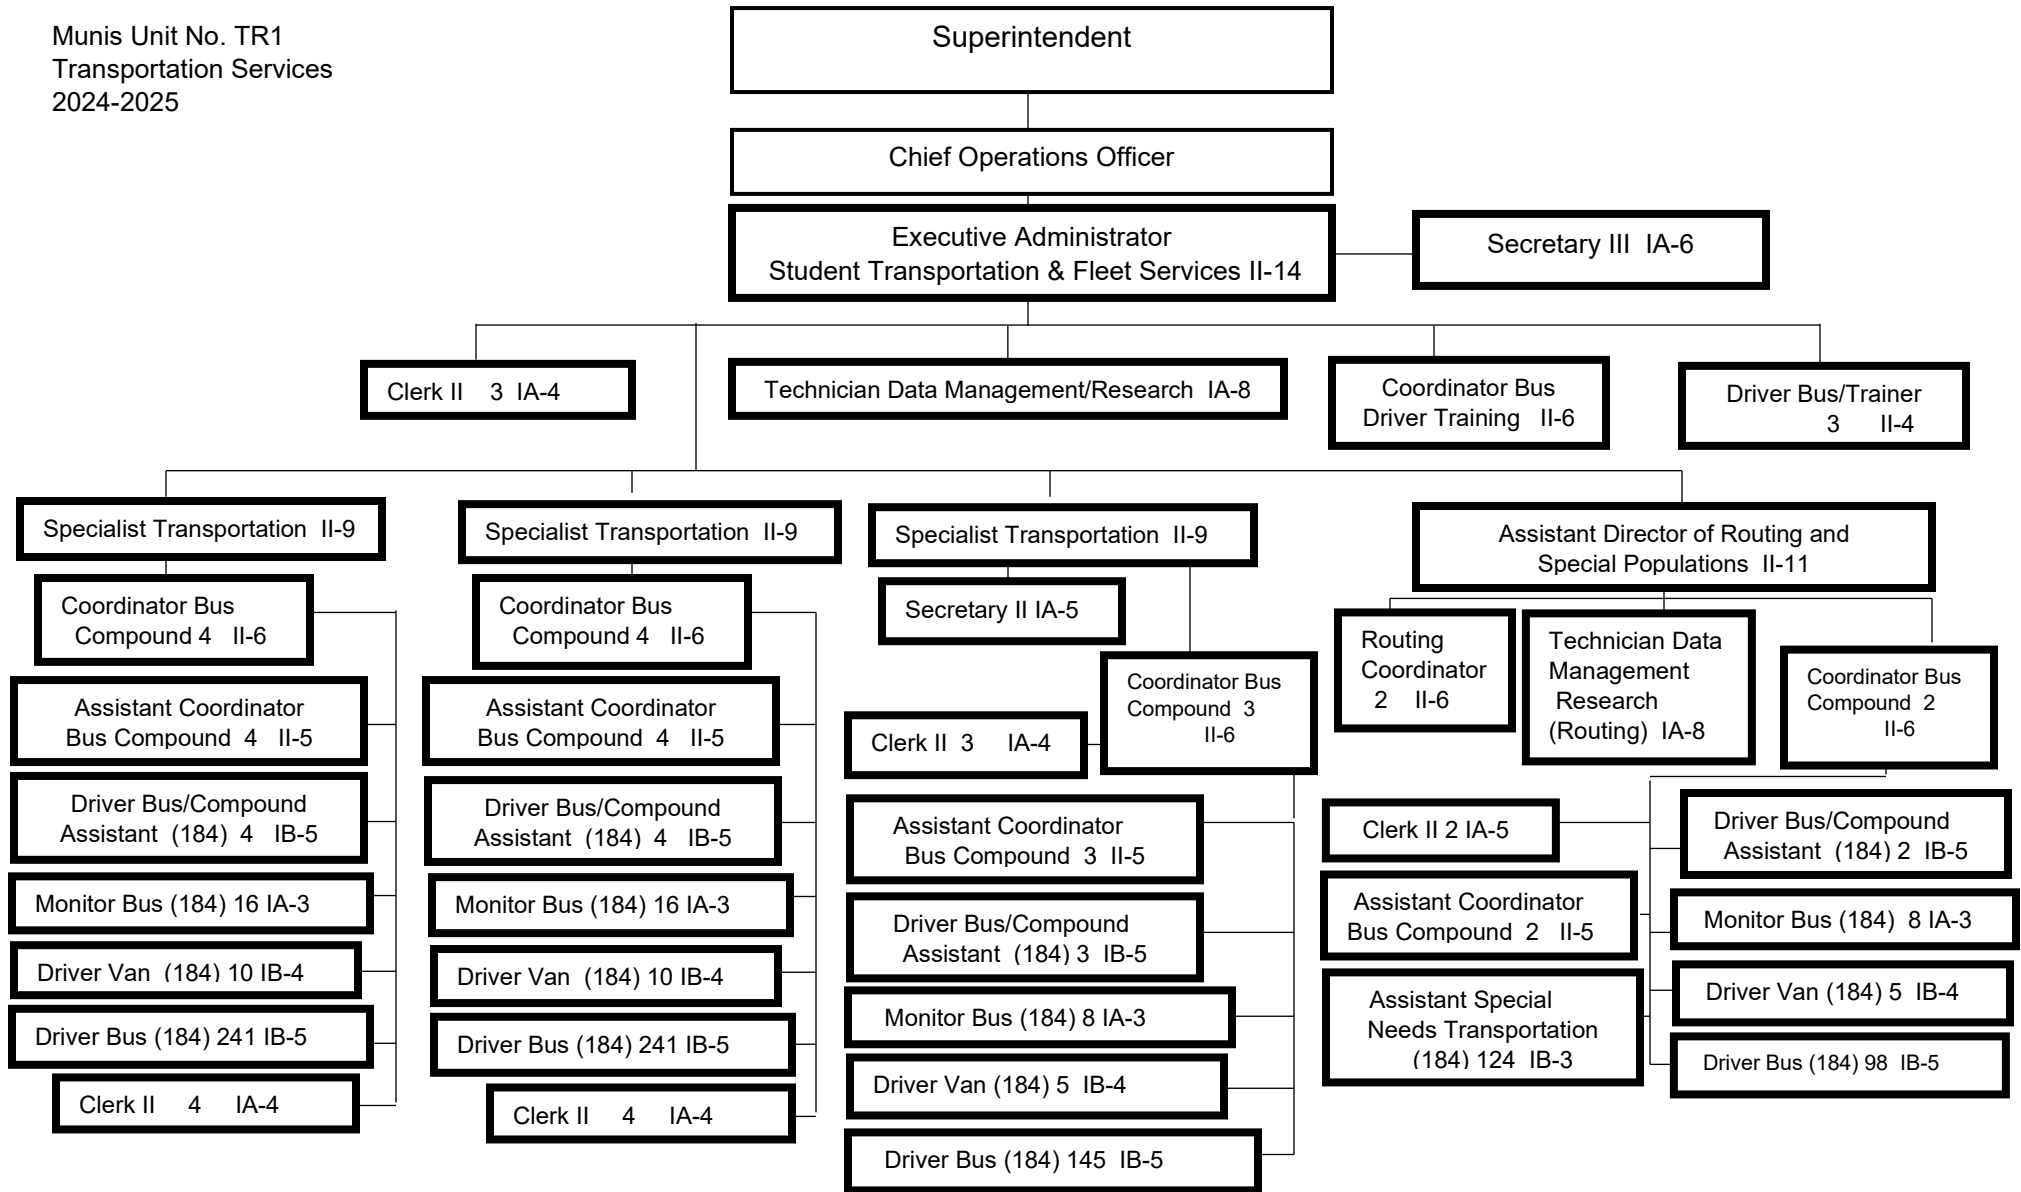 Munis Unit No. TR1
Transportation Services
2024-2025
Superintendent
Chief Operations Officer
Executive Administrator
Student Transportation & Fleet Services II-14
Secretary III IA-6
Clerk II 3 IA-4
Technician Data Management/Research IA-8
Coordinator Bus
Driver Training II-6
Driver Bus/Trainer
3 II-4
Specialist Transportation II-9
Coordinator Bus
Compound 4 II-6
Assistant Coordinator
Bus Compound 4 II-5
Driver Bus/Compound
Assistant (184) 4 IB-5
Monitor Bus (184) 16 IA-3
Driver Van (184) 10 IB-4
Driver Bus (184) 241 IB-5
Clerk II 4 IA-4
Specialist Transportation II-9
Coordinator Bus
Compound 4 II-6
Assistant Coordinator
Bus Compound 4 II-5
Driver Bus/Compound
Assistant (184) 4 IB-5
Monitor Bus (184) 16 IA-3
Driver Van (184) 10 IB-4
Driver Bus (184) 241 IB-5
Clerk II 4 IA-4
Specialist Transportation II-9
Secretary II IA-5
Coordinator Bus
Compound 3
II-6
Clerk II 3 IA-4
Assistant Coordinator
Bus Compound 3 II-5
Driver Bus/Compound
Assistant (184) 3 IB-5
Monitor Bus (184) 8 IA-3
Driver Van (184) 5 IB-4
Driver Bus (184) 145 IB-5
Assistant Director of Routing and
Special Populations II-11
Routing
Coordinator
2 II-6
Technician Data
Management
Research
(Routing) IA-8
Coordinator Bus
Compound 2
II-6
Clerk II 2 IA-5
Assistant Coordinator
Bus Compound 2 II-5
Assistant Special
Needs Transportation
(184) 124 IB-3
Driver Bus/Compound
Assistant (184) 2 IB-5
Monitor Bus (184) 8 IA-3
Driver Van (184) 5 IB-4
Driver Bus (184) 98 IB-5